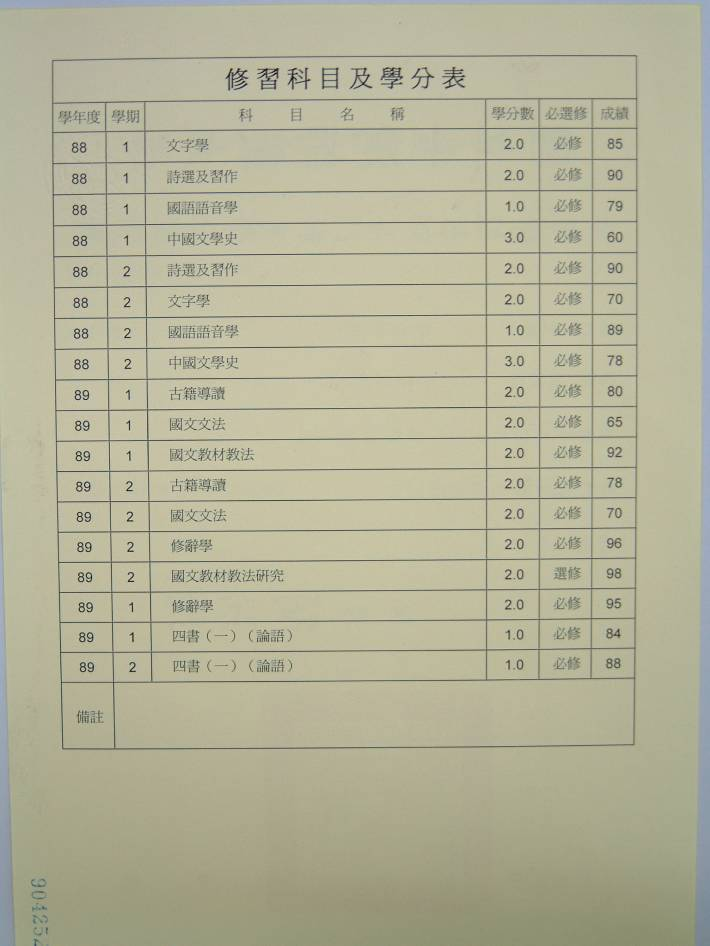 修習科目及學分表
學年度 學期 科目名稱 學分數 必選修 成績
88 1 文字學 2.0 必修 85
88 1 詩選及習作 2.0 必修 90
88 1 國語語音學 1.0 必修 79
88 1 中國文學史 3.0 必修 60
88 2 詩選及習作 2.0 必修 90
88 2 文字學 2.0 必修 70
88 2 國語語音學 1.0 必修 89
88 2 中國文學史 3.0 必修 78
89 1 古籍導讀 2.0 必修 80
89 1 國文文法 2.0 必修 65
89 1 國文教材教法 2.0 必修 92
89 2 古籍導讀 2.0 必修 78
89 2 國文文法 2.0 必修 70
89 2 修辭學 2.0 必修 96
89 2 國文教材教法研究 2.0 選修 98
89 1 修辭學 2.0 必修 95
89 1 四書（一）（論語） 1.0 必修 84
89 2 四書（一）（論語） 1.0 必修 88
備註